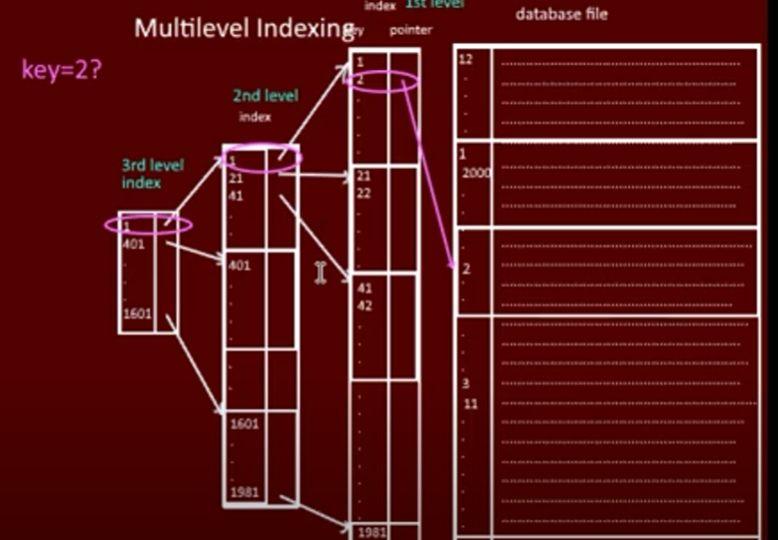 index 1st level
database file
Multilevel Indexing
key pointer
key=2?
2nd level
index
3rd level
index
1
401
1601
1
21
41
401
1601
1981
1
2
21
22
41
42
1981
12
1
2000
2
3
11